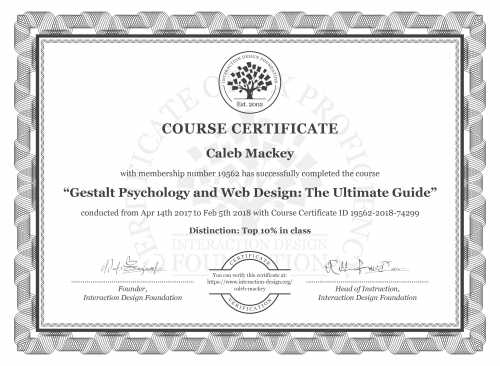 INTERACTION DESIGN FOUNDATION
Est. 2002
CERTIFICATE OF PROFICIENCY
COURSE CERTIFICATE
Caleb Mackey
with membership number 19562 has successfully completed the course
“Gestalt Psychology and Web Design: The Ultimate Guide”
conducted from Apr 14th 2017 to Feb 5th 2018 with Course Certificate ID 19562-2018-74299
Distinction: Top 10% in class
INTERACTION DESIGN
FOUNDATION
CERTIFICATE
You can verify this certificate at:
https://www.interaction-design.org/
caleb-mackey
CERTIFICATION
Founder,
Interaction Design Foundation
Head of Instruction,
Interaction Design Foundation